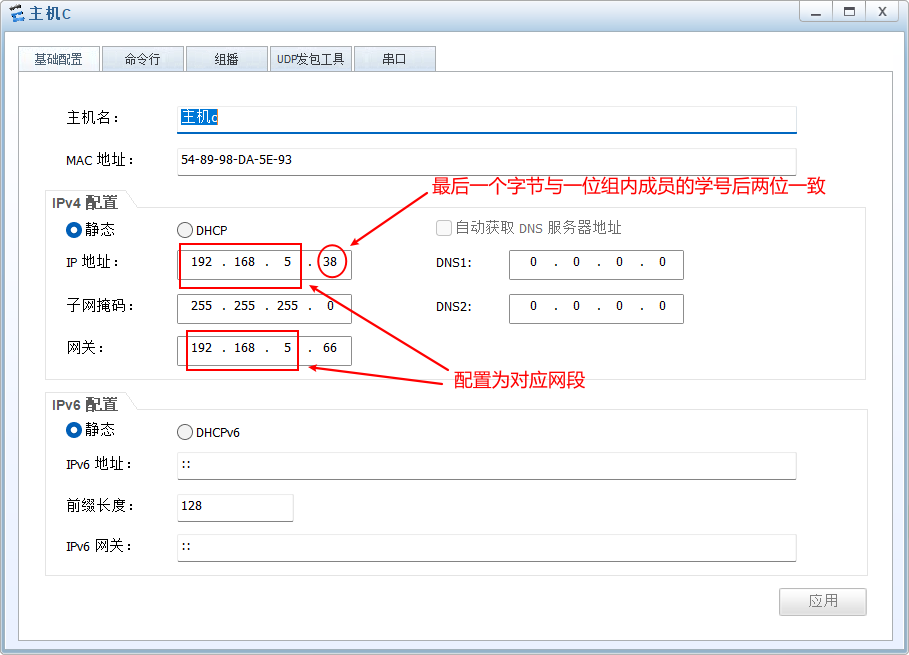 主机C
基础配置 命令行 组播 UDP发包工具 串口
主机名： 主机c
MAC 地址： 54-89-98-DA-5E-93
最后一个字节与一位组内成员的学号后两位一致
IPv4 配置
静态 DHCP 自动获取 DNS 服务器地址
IP 地址： 192 . 168 . 5 . 38 DNS1: 0 . 0 . 0 . 0
子网掩码： 255 . 255 . 255 . 0 DNS2: 0 . 0 . 0 . 0
网关： 192 . 168 . 5 . 66
配置为对应网段
IPv6 配置
静态 DHCPv6
IPv6 地址： ::
前缀长度： 128
IPv6 网关： ::
应用